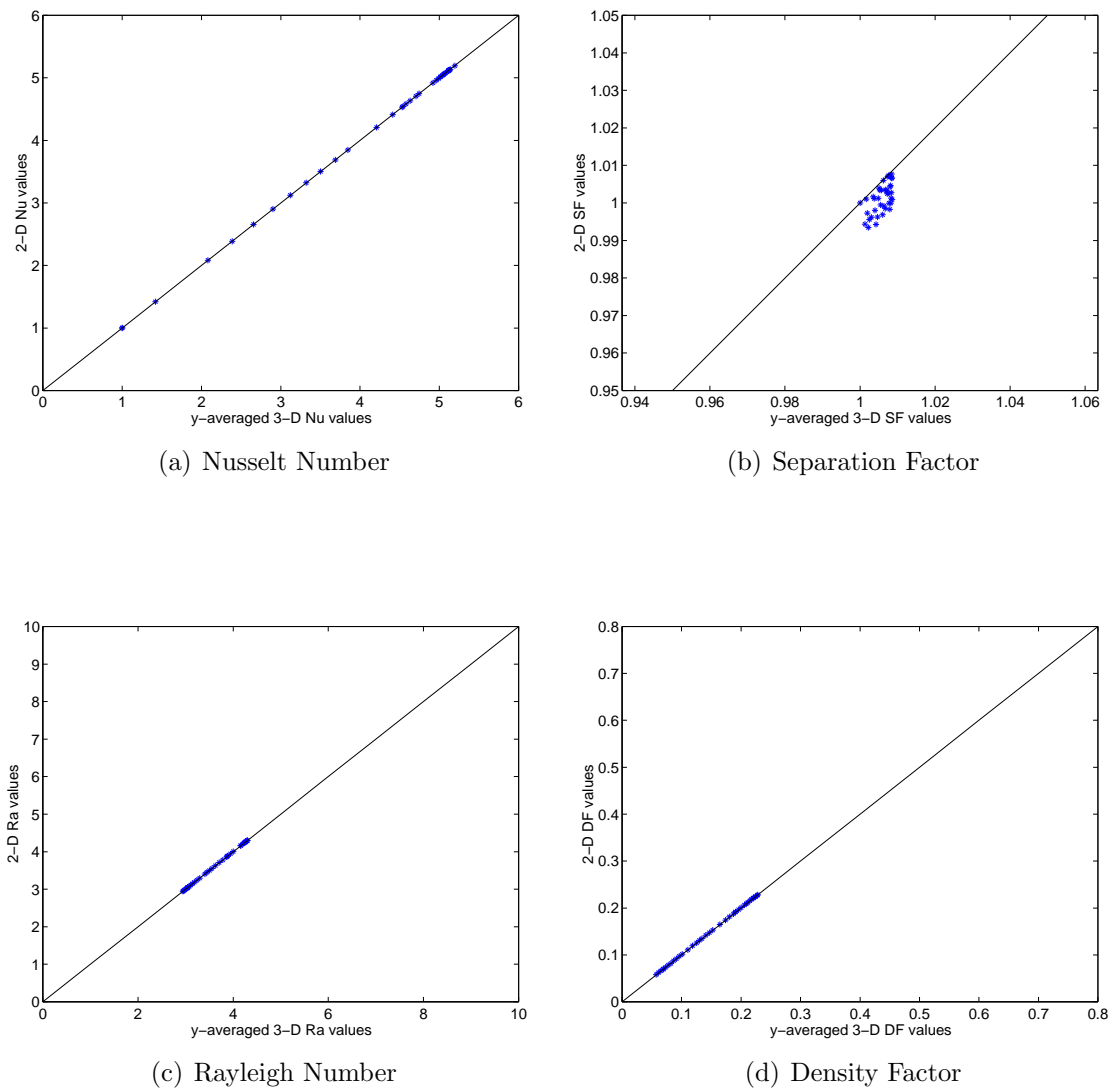 6
5
4
3
2
1
0
2−D Nu values
0 1 2 3 4 5 6
y−averaged 3−D Nu values
(a) Nusselt Number
1.05
1.04
1.03
1.02
1.01
1
0.99
0.98
0.97
0.96
0.95
2−D SF values
0.94 0.96 0.98 1 1.02 1.04 1.06
y−averaged 3−D SF values
(b) Separation Factor
10
9
8
7
6
5
4
3
2
1
0
2−D Ra values
0 2 4 6 8 10
y−averaged 3−D Ra values
(c) Rayleigh Number
0.8
0.7
0.6
0.5
0.4
0.3
0.2
0.1
0
2−D DF values
0 0.1 0.2 0.3 0.4 0.5 0.6 0.7 0.8
y−averaged 3−D DF values
(d) Density Factor